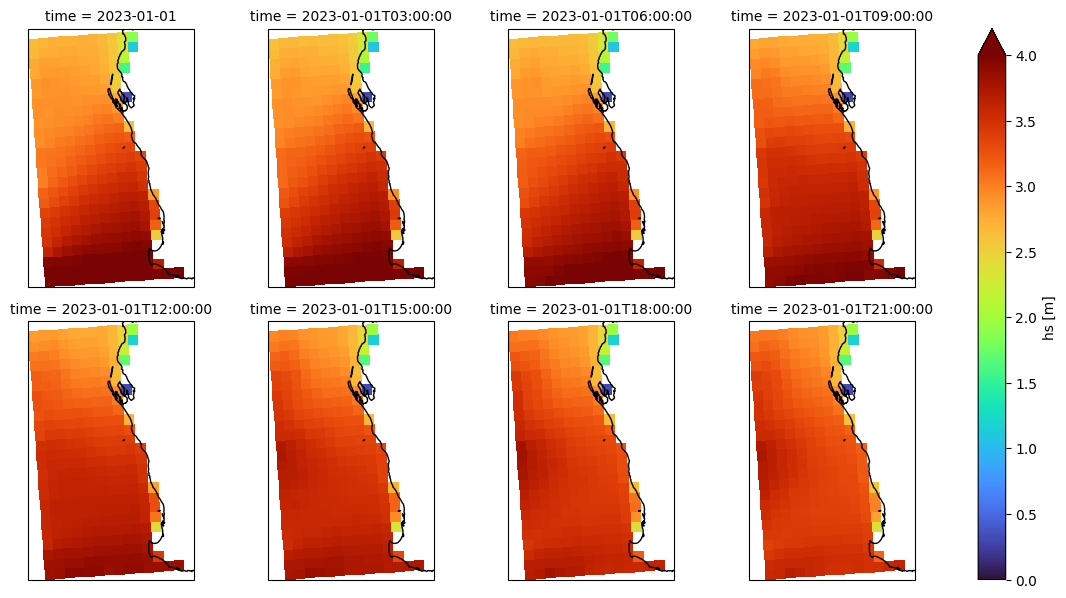 time = 2023-01-01
time = 2023-01-01T03:00:00
time = 2023-01-01T06:00:00
time = 2023-01-01T09:00:00
time = 2023-01-01T12:00:00
time = 2023-01-01T15:00:00
time = 2023-01-01T18:00:00
time = 2023-01-01T21:00:00
4.0
3.5
3.0
2.5
2.0
1.5
1.0
0.5
0.0
hs [m]